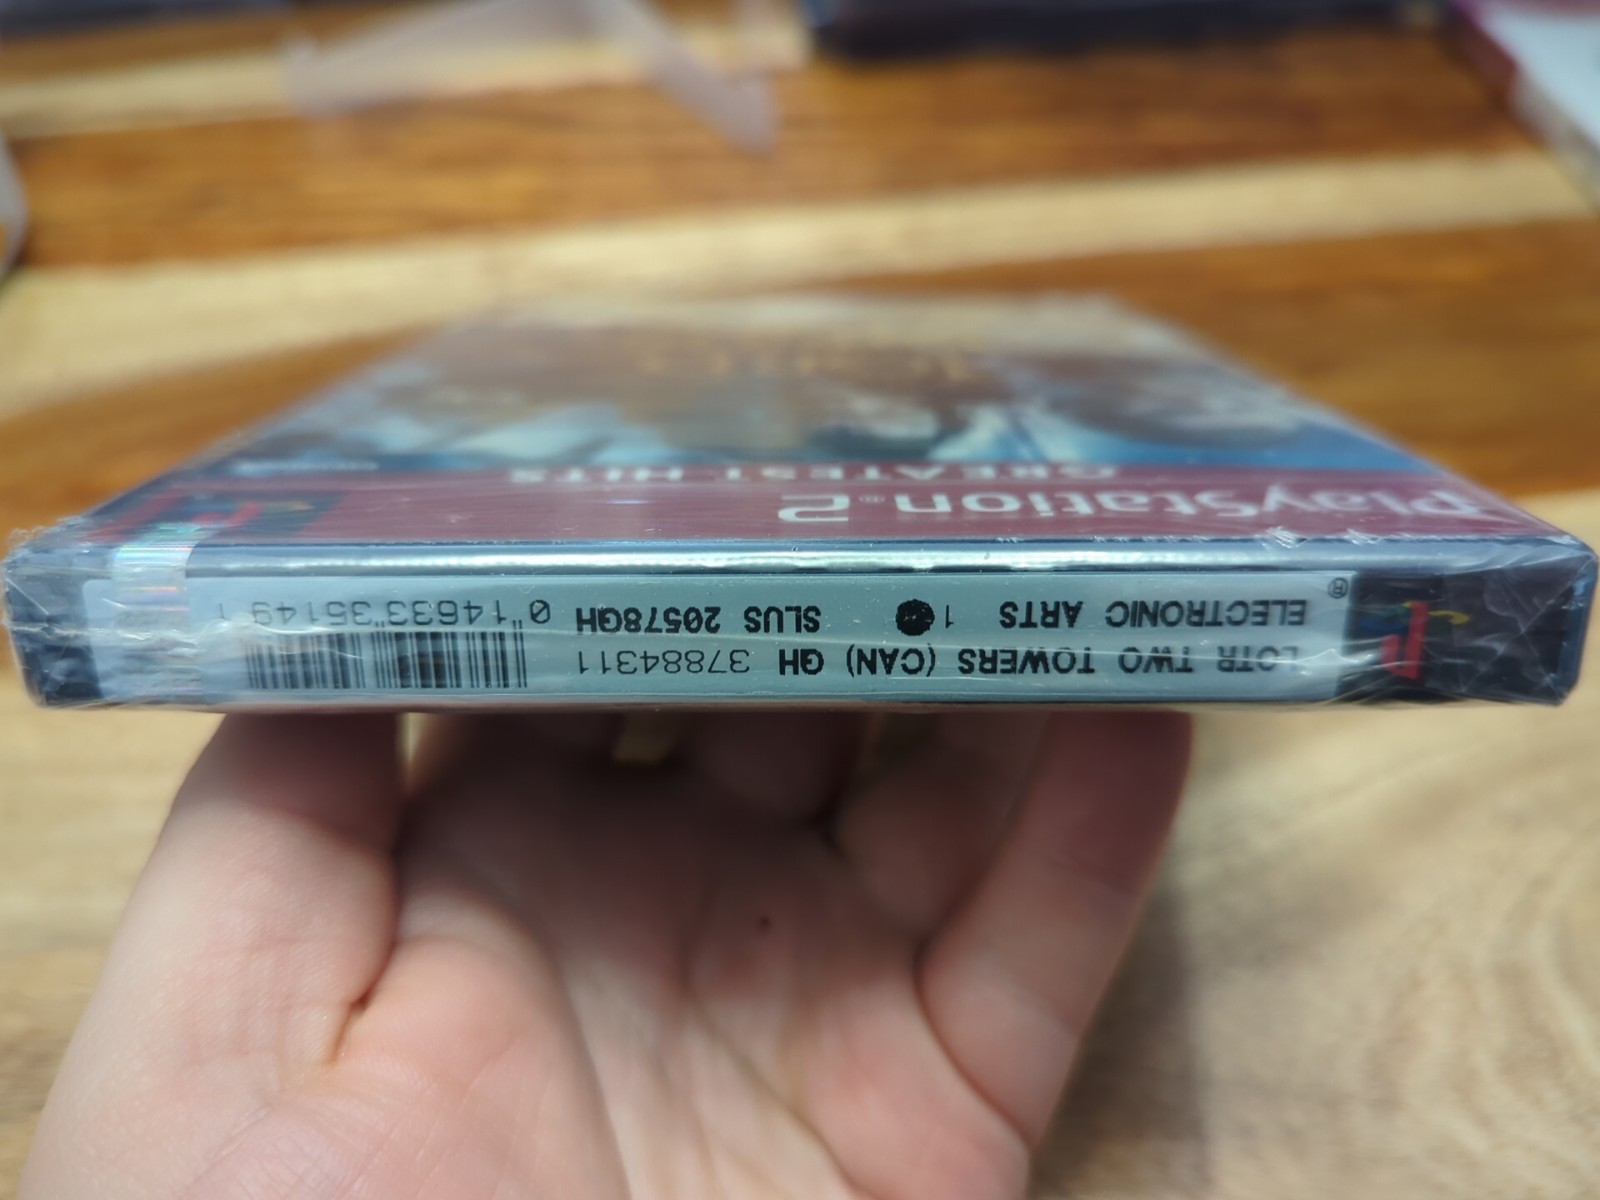 LOTR TWO TOWERS (CAN) GH 37884311
ELECTRONIC ARTS 1 SLUS 20578GH 0 14633 35149 1
®
PlayStation®2
GREATEST HITS